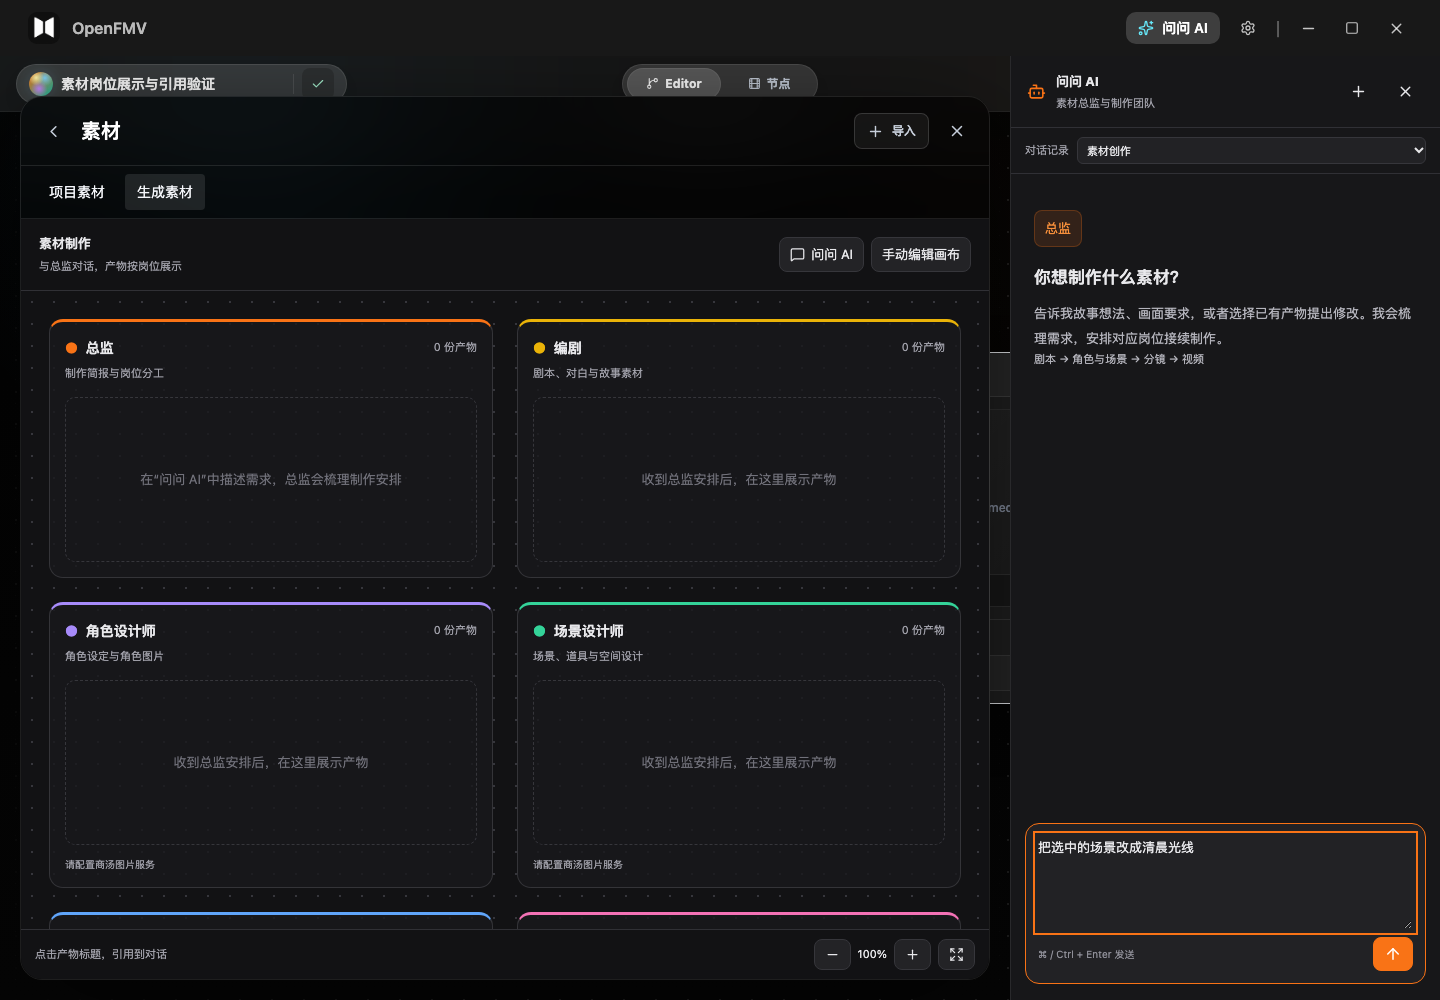 OpenFMV
问问 AI
素材岗位展示与引用验证
Editor
节点
素材
导入
项目素材
生成素材
素材制作
与总监对话，产物按岗位展示
问问 AI
手动编辑画布
总监
0 份产物
制作简报与岗位分工
在“问问 AI”中描述需求，总监会梳理制作安排
编剧
0 份产物
剧本、对白与故事素材
收到总监安排后，在这里展示产物
角色设计师
0 份产物
角色设定与角色图片
收到总监安排后，在这里展示产物
请配置商汤图片服务
场景设计师
0 份产物
场景、道具与空间设计
收到总监安排后，在这里展示产物
请配置商汤图片服务
点击产物标题，引用到对话
100%
med
问问 AI
素材总监与制作团队
对话记录
素材创作
总监
你想制作什么素材？
告诉我故事想法、画面要求，或者选择已有产物提出修改。我会梳
理需求，安排对应岗位接续制作。
剧本 → 角色与场景 → 分镜 → 视频
把选中的场景改成清晨光线
⌘ / Ctrl + Enter 发送